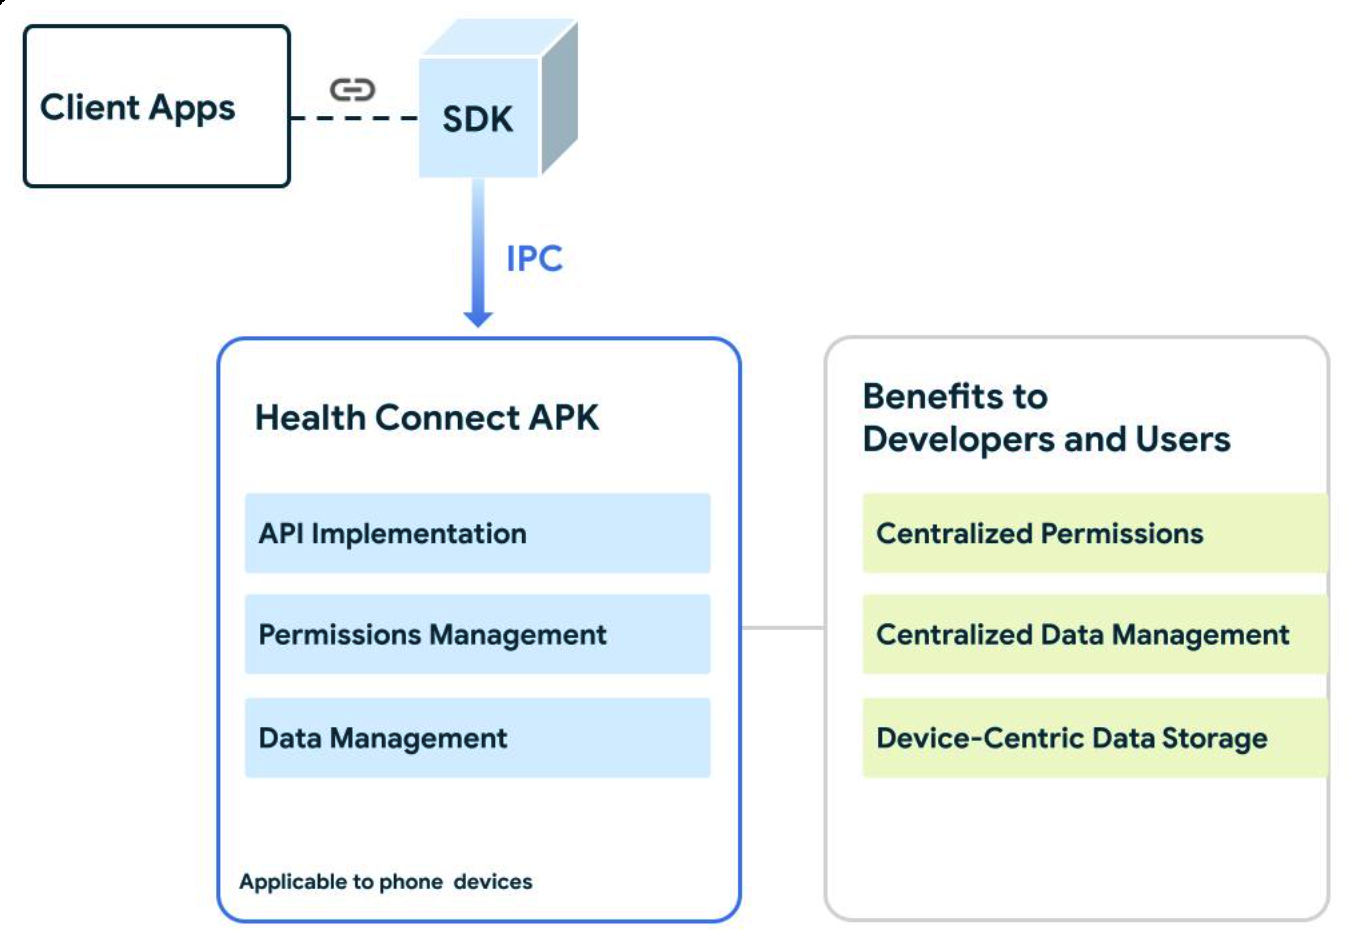 Client Apps
SDK
IPC
Health Connect APK
API Implementation
Permissions Management
Data Management
Applicable to phone devices
Benefits to
Developers and Users
Centralized Permissions
Centralized Data Management
Device-Centric Data Storage